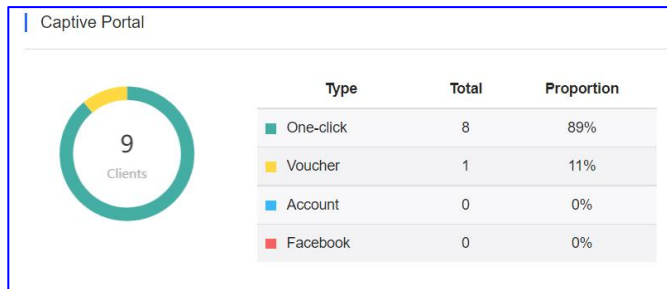 Captive Portal
9
Clients
Type Total Proportion
One-click 8 89%
Voucher 1 11%
Account 0 0%
Facebook 0 0%